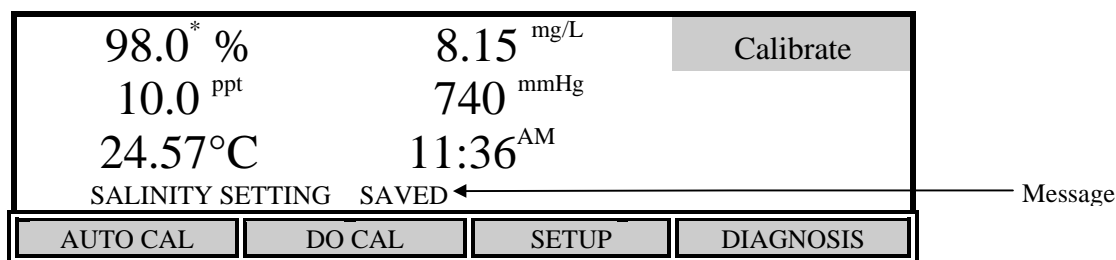 98.0* % 8.15 mg/L Calibrate
10.0 ppt 740 mmHg
24.57°C 11:36AM
SALINITY SETTING SAVED Message
AUTO CAL DO CAL SETUP DIAGNOSIS